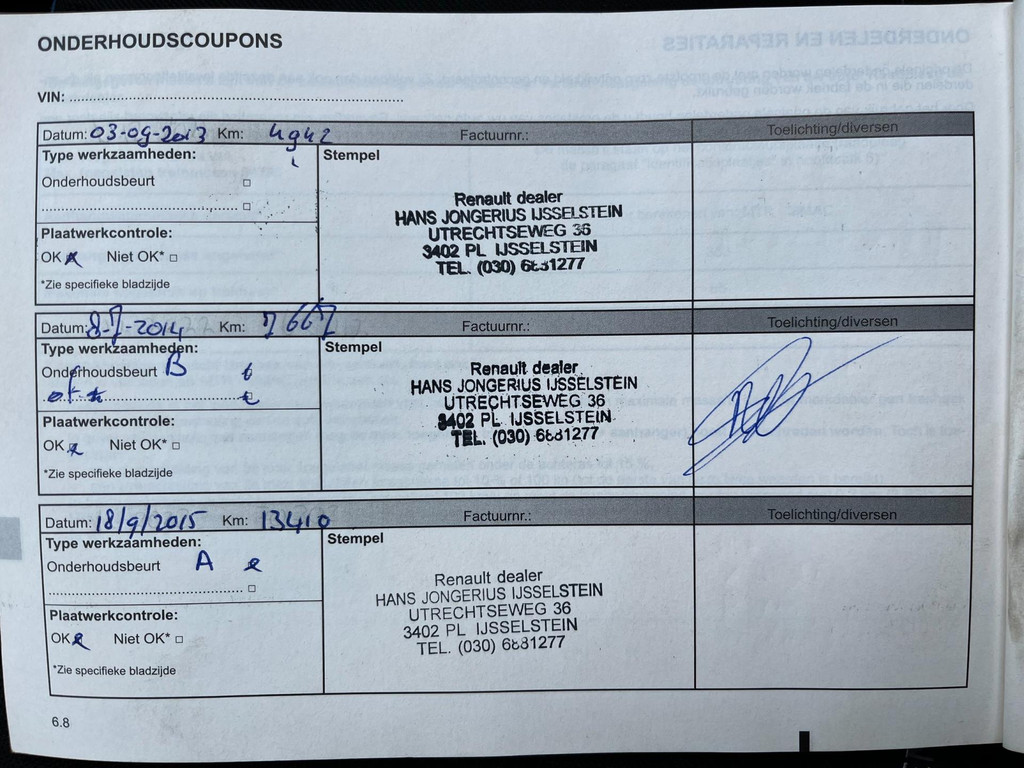 ONDERHOUDSCOUPONS
VIN: ........................................................................
Datum: 03-09-2013 Km: 4942 Factuurnr.: Toelichting/diversen
Type werkzaamheden: Stempel
Onderhoudsbeurt □
............................................. □
Plaatwerkcontrole:
OK Niet OK* □
*Zie specifieke bladzijde
Renault dealer
HANS JONGERIUS IJSSELSTEIN
UTRECHTSEWEG 36
3402 PL IJSSELSTEIN
TEL. (030) 6881277
Datum: 8-7-2014 Km: 7667 Factuurnr.: Toelichting/diversen
Type werkzaamheden: Stempel
Onderhoudsbeurt B
Plaatwerkcontrole:
OK Niet OK* □
*Zie specifieke bladzijde
Renault dealer
HANS JONGERIUS IJSSELSTEIN
UTRECHTSEWEG 36
3402 PL IJSSELSTEIN
TEL. (030) 6881277
Datum: 18/9/2015 Km: 13410 Factuurnr.: Toelichting/diversen
Type werkzaamheden: Stempel
Onderhoudsbeurt A
............................................. □
Plaatwerkcontrole:
OK Niet OK* □
*Zie specifieke bladzijde
Renault dealer
HANS JONGERIUS IJSSELSTEIN
UTRECHTSEWEG 36
3402 PL IJSSELSTEIN
TEL. (030) 6881277
6.8